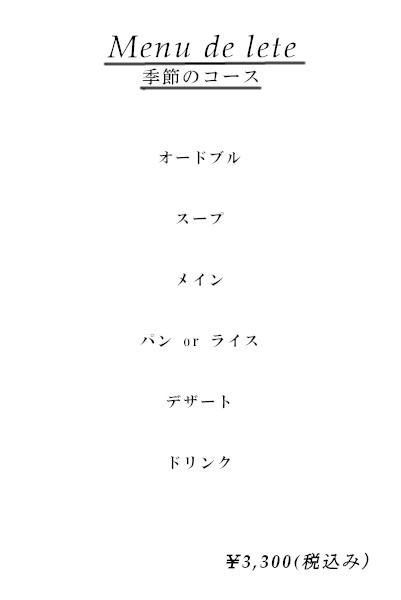 Menu de lete
季節のコース
オードブル
スープ
メイン
パン or ライス
デザート
ドリンク
¥3,300(税込み)